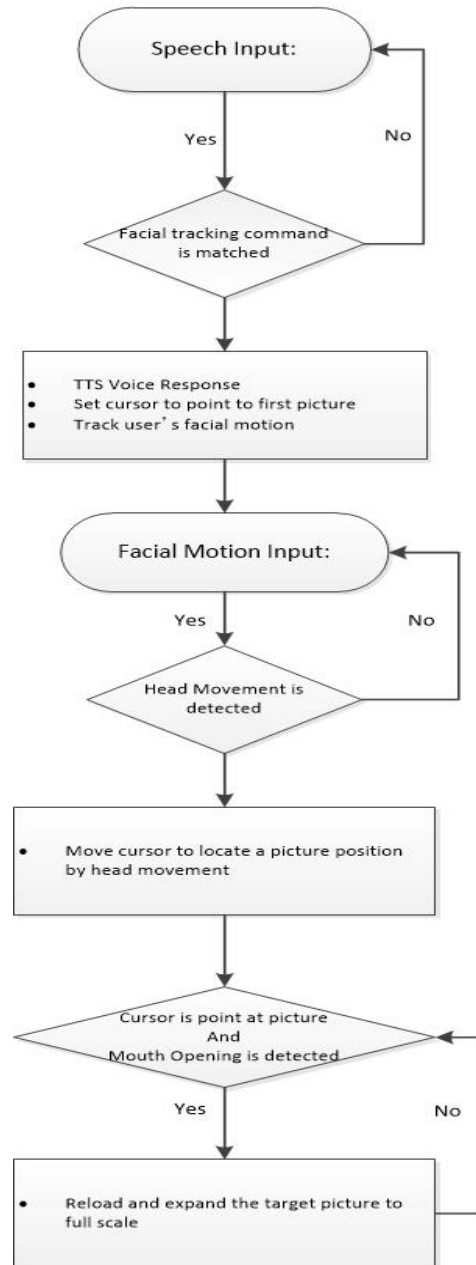 Speech Input:
Yes
No
Facial tracking command
is matched
• TTS Voice Response
• Set cursor to point to first picture
• Track user's facial motion
Facial Motion Input:
Yes
No
Head Movement is
detected
• Move cursor to locate a picture position
by head movement
Cursor is point at picture
And
Mouth Opening is detected
Yes
No
• Reload and expand the target picture to
full scale